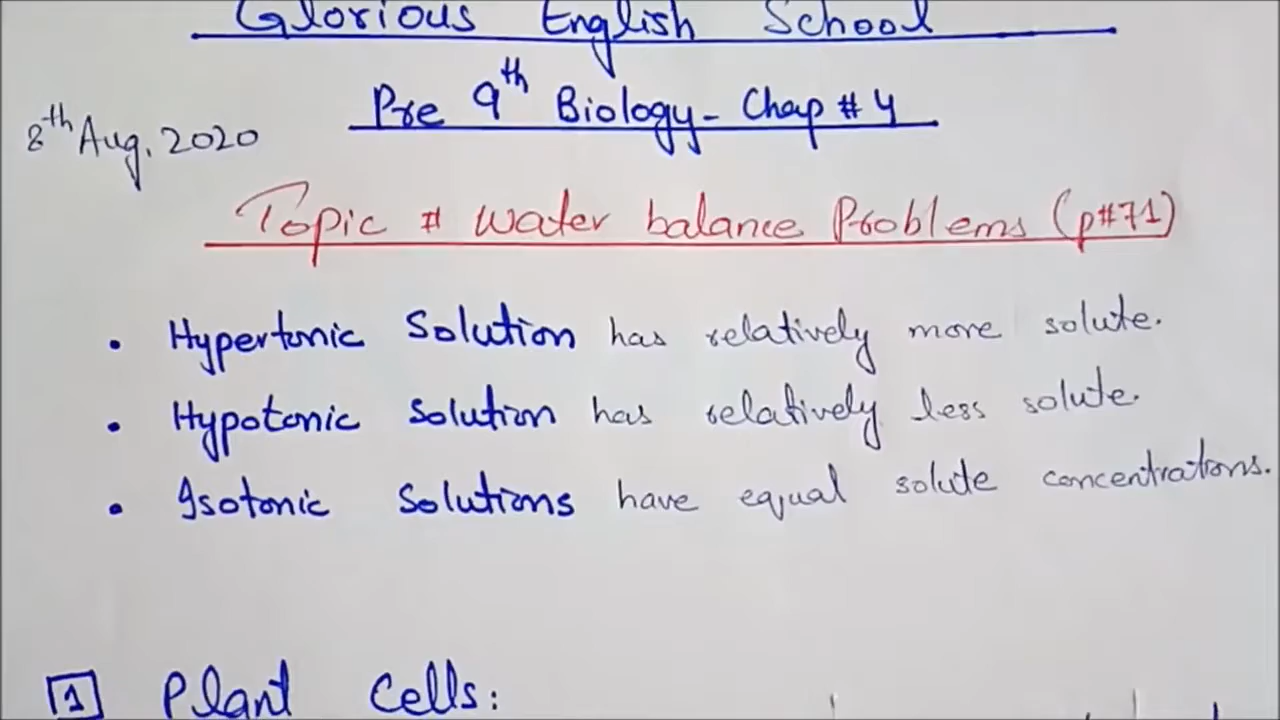 Glorious English School
Pre 9th Biology - Chap # 4
8th Aug, 2020
Topic # Water balance Problems (p#71)
• Hypertonic Solution has relatively more solute.
• Hypotonic Solution has relatively less solute.
• Isotonic Solutions have equal solute concentrations.
1 Plant Cells: